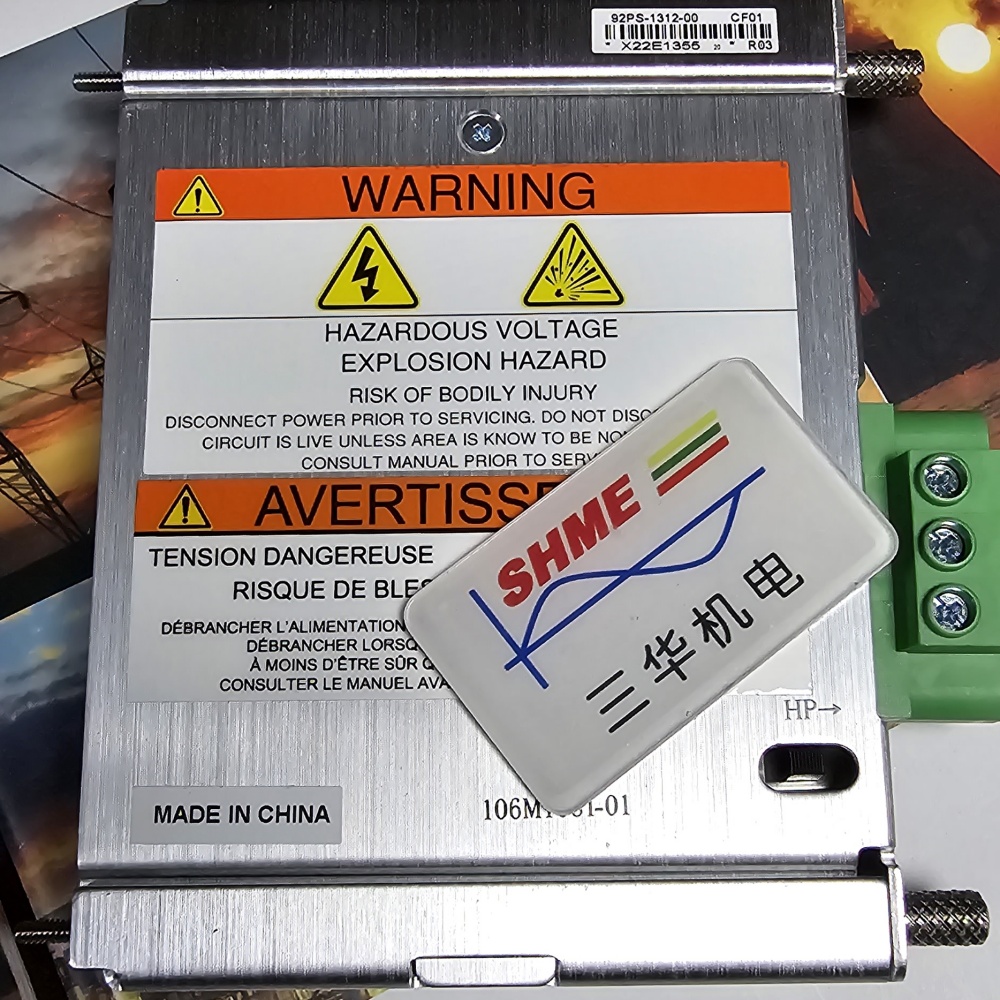 92PS-1312-00 CF01
X22E1355 20 R03
WARNING
HAZARDOUS VOLTAGE
EXPLOSION HAZARD
RISK OF BODILY INJURY
DISCONNECT POWER PRIOR TO SERVICING. DO NOT
CIRCUIT IS LIVE UNLESS AREA IS KNOW TO BE
CONSULT MANUAL PRIOR TO
TENSION DANGEREUSE
RISQUE DE
DÉBRANCHER L'ALIMENTATION
DÉBRANCHER
À MOINS D'ÊTRE SÛR
CONSULTER LE MANUEL
SHME
三华机电
HP→
MADE IN CHINA